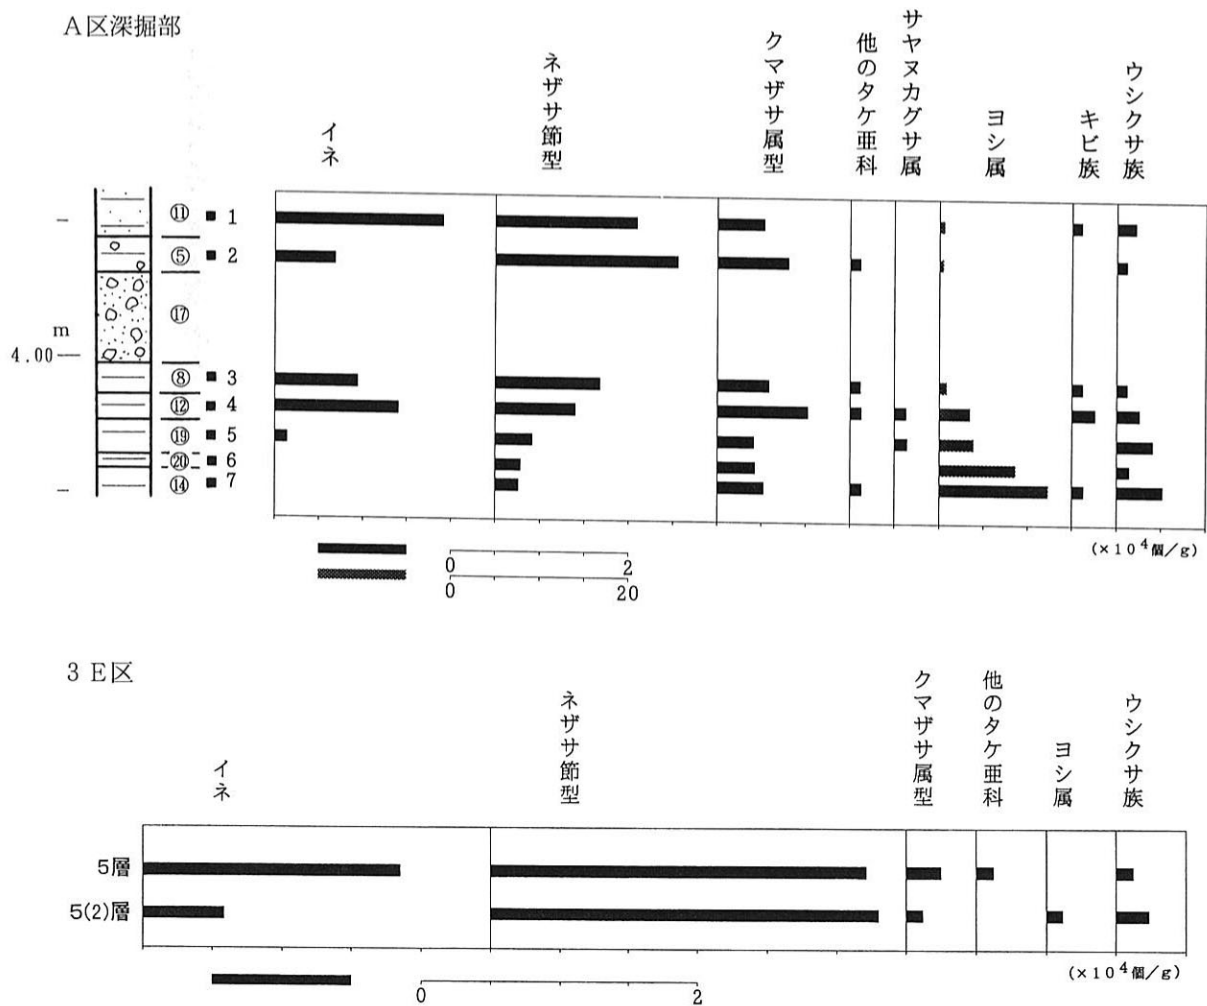 A区深掘部
イネ
ネザサ節型
クマザサ属型
他のタケ亜科
サヤヌカグサ属
ヨシ属
キビ族
ウシクサ族
⑪ 1
⑤ 2
⑰
m
4.00
⑧ 3
⑫ 4
⑲ 5
⑳ 6
⑭ 7
(×10⁴個/g)
0 2
0 20
3E区
イネ
ネザサ節型
クマザサ属型
他のタケ亜科
ヨシ属
ウシクサ族
5層
5(2)層
(×10⁴個/g)
0 2